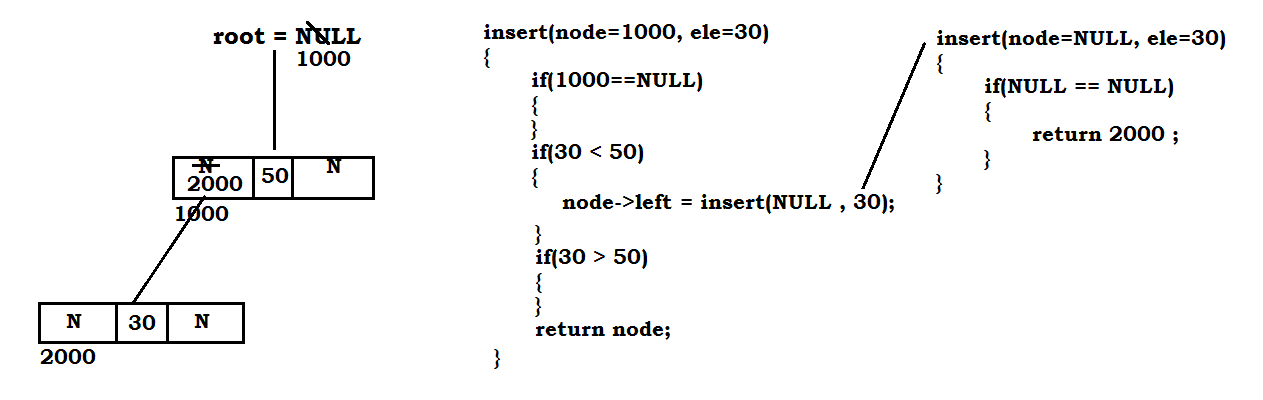 root = NULL
1000
N
2000
50
N
1000
N
30
N
2000
insert(node=1000, ele=30)
{
if(1000==NULL)
{
}
if(30 < 50)
{
node->left = insert(NULL , 30);
}
if(30 > 50)
{
}
return node;
}
insert(node=NULL, ele=30)
{
if(NULL == NULL)
{
return 2000 ;
}
}